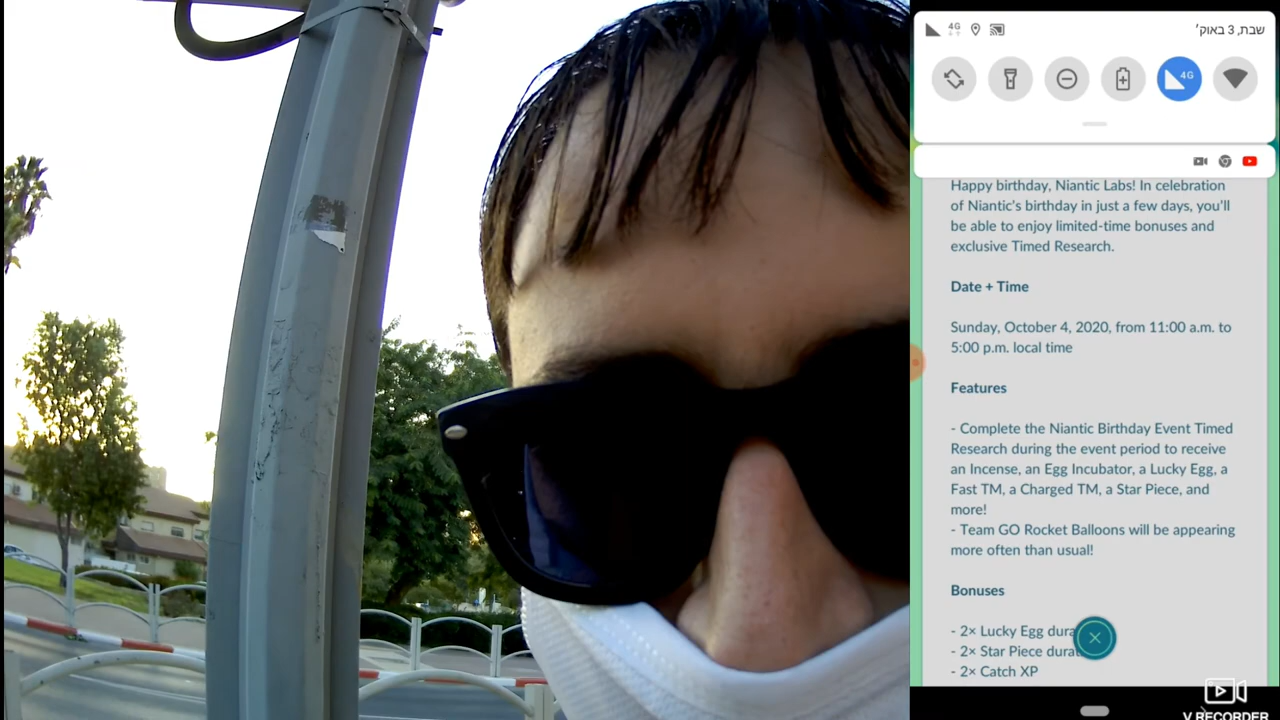 4G
שבת, 3 באוק׳
4G
Happy birthday, Niantic Labs! In celebration
of Niantic's birthday in just a few days, you'll
be able to enjoy limited-time bonuses and
exclusive Timed Research.
Date + Time
Sunday, October 4, 2020, from 11:00 a.m. to
5:00 p.m. local time
Features
- Complete the Niantic Birthday Event Timed
Research during the event period to receive
an Incense, an Egg Incubator, a Lucky Egg, a
Fast TM, a Charged TM, a Star Piece, and
more!
- Team GO Rocket Balloons will be appearing
more often than usual!
Bonuses
- 2× Lucky Egg dura
- 2× Star Piece durat
- 2× Catch XP
V RECORDER